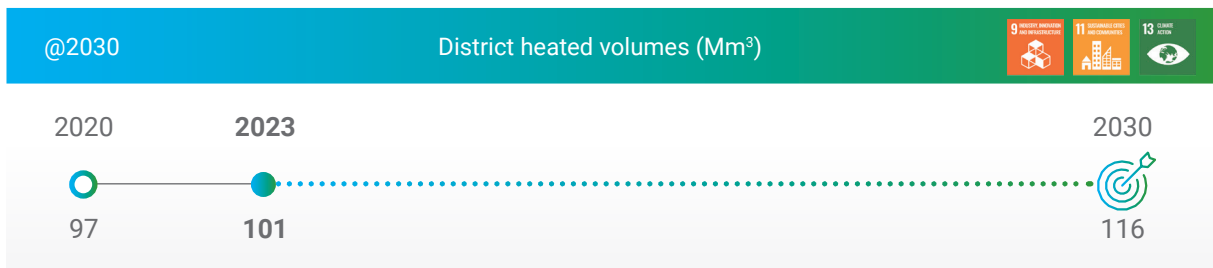 @2030
District heated volumes (Mm³)
9 INDUSTRY, INNOVATION
AND INFRASTRUCTURE
11 SUSTAINABLE CITIES
AND COMMUNITIES
13 CLIMATE
ACTION
2020
2023
2030
97
101
116